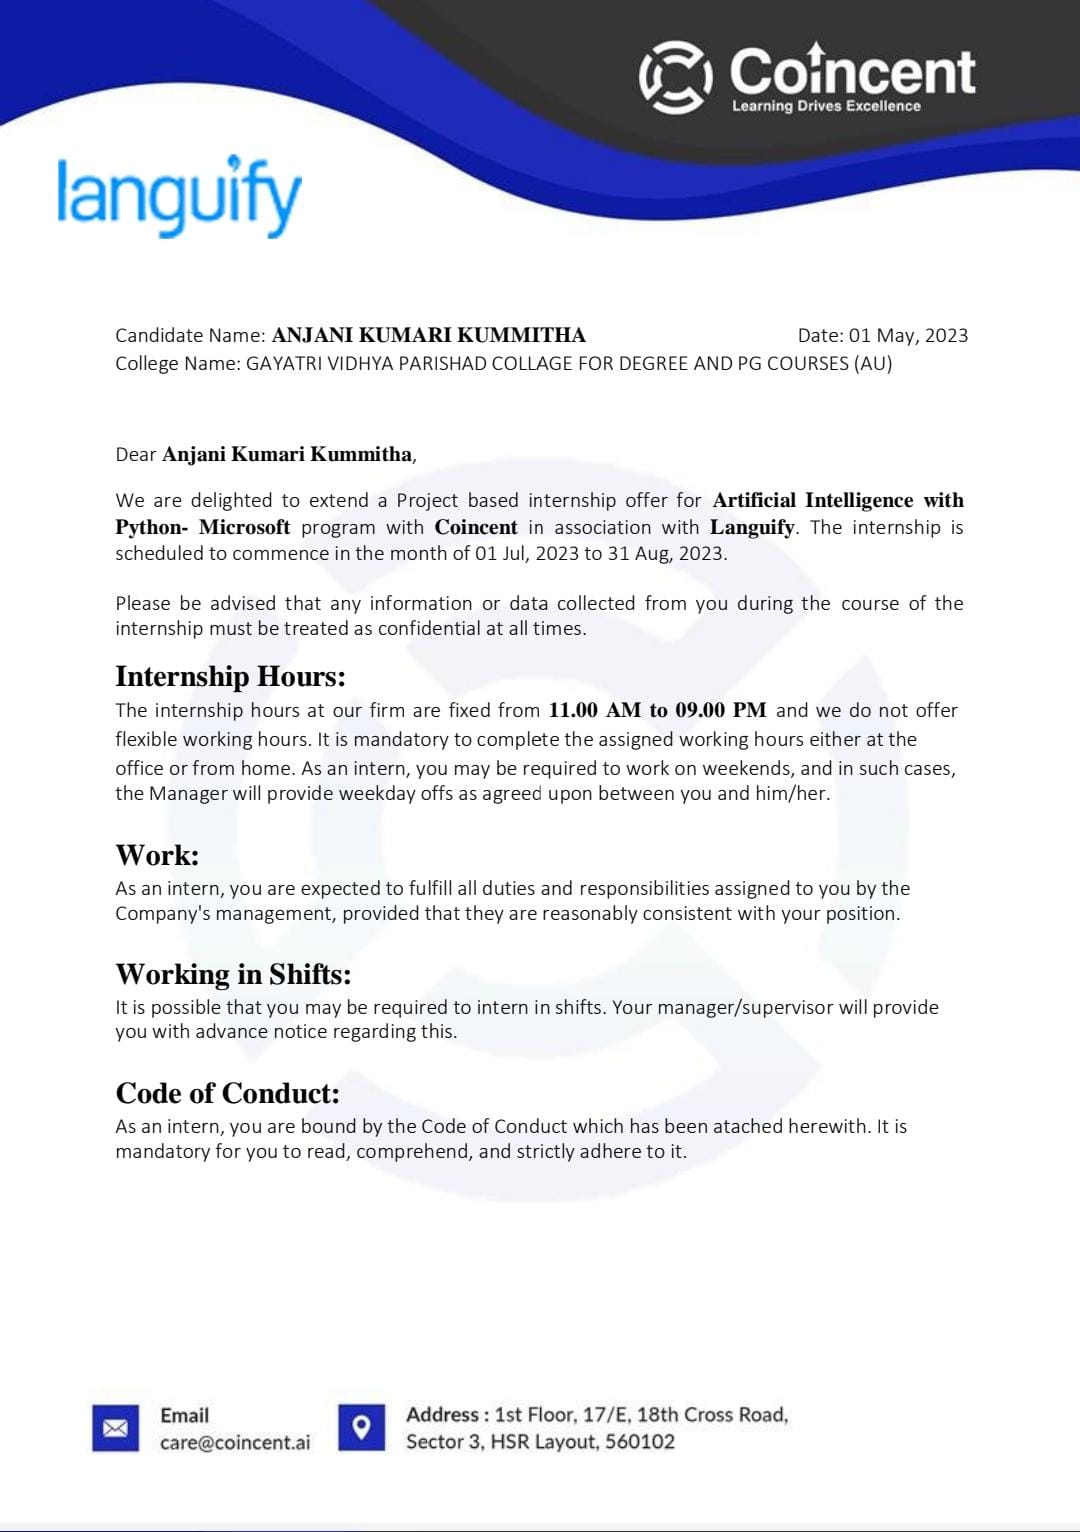 Coincent
Learning Drives Excellence
languify
Candidate Name: ANJANI KUMARI KUMMITHA Date: 01 May, 2023
College Name: GAYATRI VIDHYA PARISHAD COLLAGE FOR DEGREE AND PG COURSES (AU)
Dear Anjani Kumari Kummitha,
We are delighted to extend a Project based internship offer for Artificial Intelligence with
Python- Microsoft program with Coincent in association with Languify. The internship is
scheduled to commence in the month of 01 Jul, 2023 to 31 Aug, 2023.
Please be advised that any information or data collected from you during the course of the
internship must be treated as confidential at all times.
Internship Hours:
The internship hours at our firm are fixed from 11.00 AM to 09.00 PM and we do not offer
flexible working hours. It is mandatory to complete the assigned working hours either at the
office or from home. As an intern, you may be required to work on weekends, and in such cases,
the Manager will provide weekday offs as agreed upon between you and him/her.
Work:
As an intern, you are expected to fulfill all duties and responsibilities assigned to you by the
Company's management, provided that they are reasonably consistent with your position.
Working in Shifts:
It is possible that you may be required to intern in shifts. Your manager/supervisor will provide
you with advance notice regarding this.
Code of Conduct:
As an intern, you are bound by the Code of Conduct which has been atached herewith. It is
mandatory for you to read, comprehend, and strictly adhere to it.
Email
care@coincent.ai
Address : 1st Floor, 17/E, 18th Cross Road,
Sector 3, HSR Layout, 560102